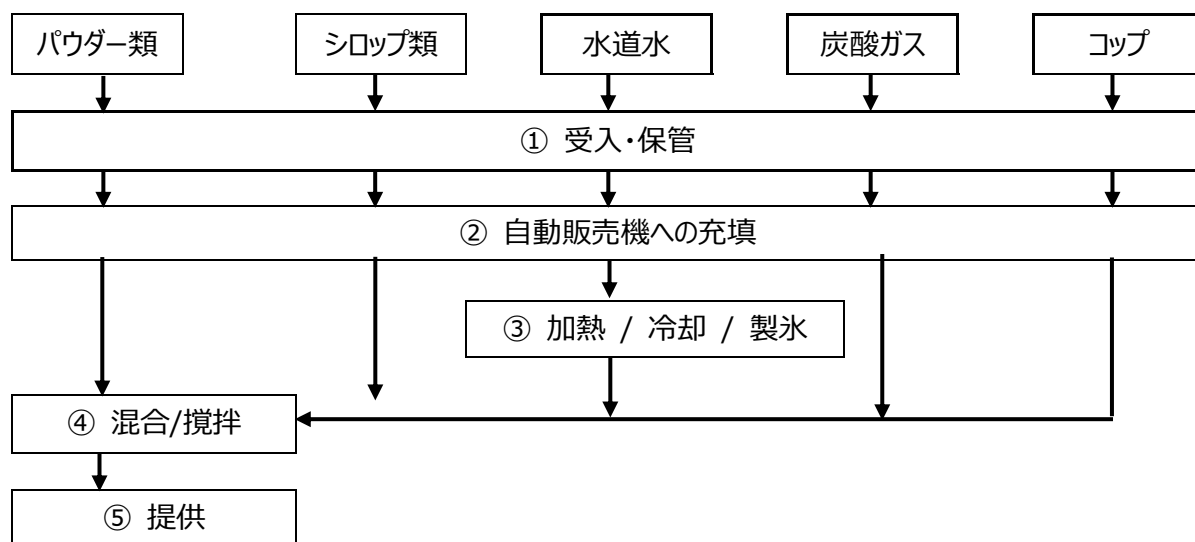 パウダー類
シロップ類
水道水
炭酸ガス
コップ
① 受入・保管
② 自動販売機への充填
③ 加熱 / 冷却 / 製氷
④ 混合/撹拌
⑤ 提供